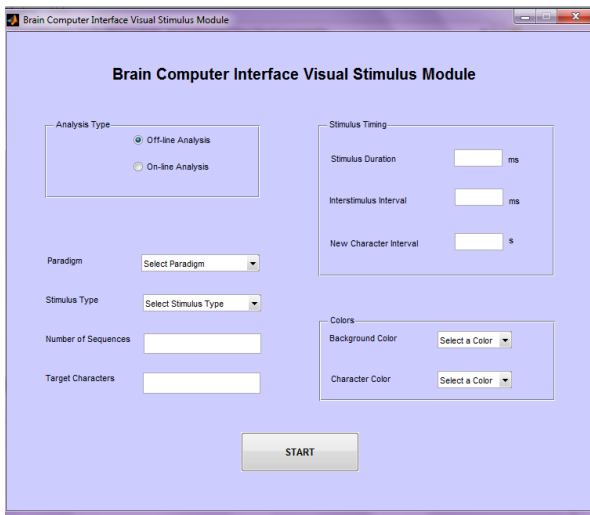 Brain Computer Interface Visual Stimulus Module
Brain Computer Interface Visual Stimulus Module
Analysis Type
Off-line Analysis
On-line Analysis
Paradigm
Select Paradigm
Stimulus Type
Select Stimulus Type
Number of Sequences
Target Characters
Stimulus Timing
Stimulus Duration
ms
Interstimulus Interval
ms
New Character Interval
s
Colors
Background Color
Select a Color
Character Color
Select a Color
START